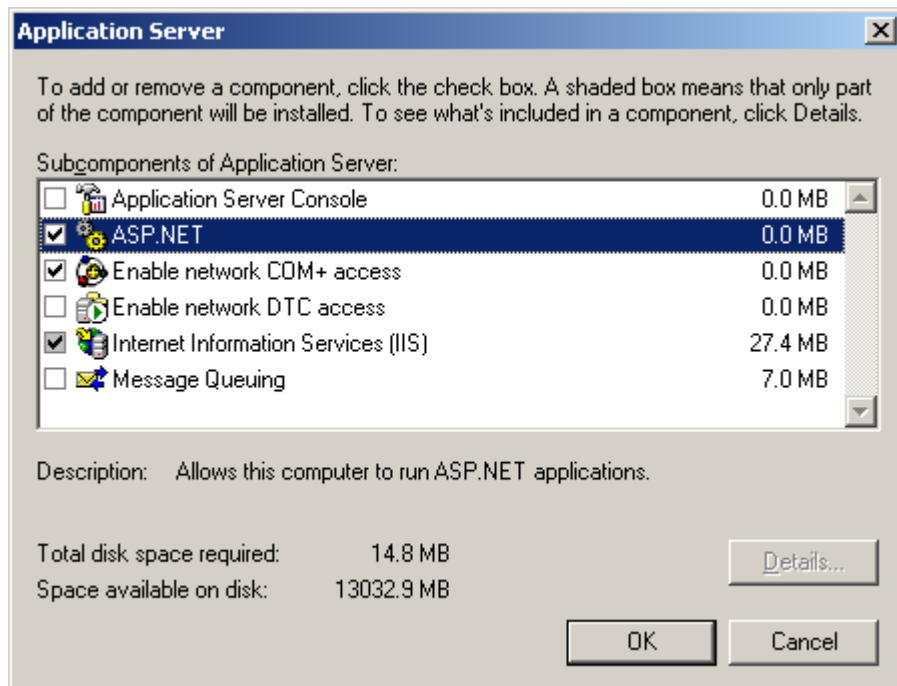 Application Server
To add or remove a component, click the check box. A shaded box means that only part
of the component will be installed. To see what's included in a component, click Details.
Subcomponents of Application Server:
Application Server Console 0.0 MB
ASP.NET 0.0 MB
Enable network COM+ access 0.0 MB
Enable network DTC access 0.0 MB
Internet Information Services (IIS) 27.4 MB
Message Queuing 7.0 MB
Description: Allows this computer to run ASP.NET applications.
Total disk space required: 14.8 MB
Details...
Space available on disk: 13032.9 MB
OK Cancel